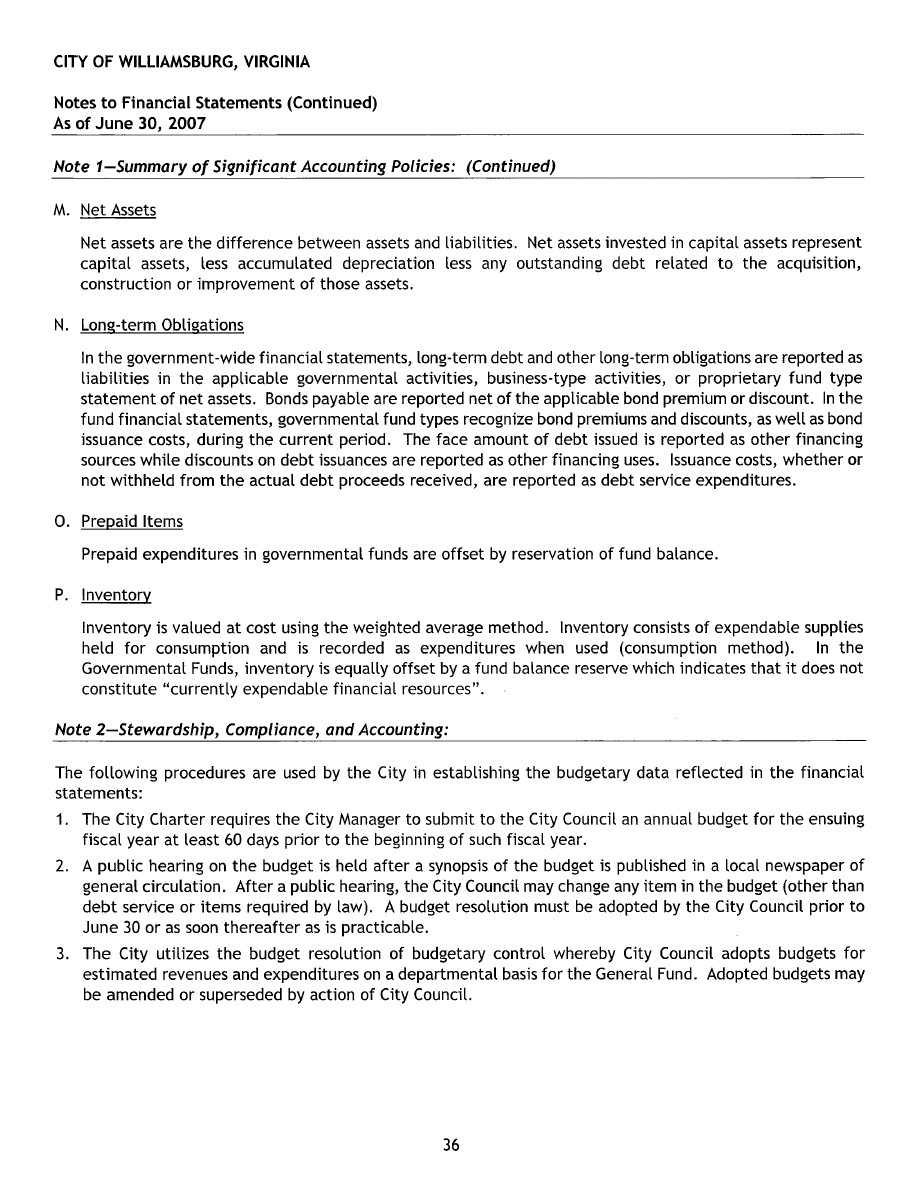 CITY OF WILLIAMSBURG, VIRGINIA
Notes to Financial Statements (Continued)
As of June 30, 2007
Note 1—Summary of Significant Accounting Policies: (Continued)
M. Net Assets
Net assets are the difference between assets and liabilities. Net assets invested in capital assets represent
capital assets, less accumulated depreciation less any outstanding debt related to the acquisition,
construction or improvement of those assets.
N. Long-term Obligations
In the government-wide financial statements, long-term debt and other long-term obligations are reported as
liabilities in the applicable governmental activities, business-type activities, or proprietary fund type
statement of net assets. Bonds payable are reported net of the applicable bond premium or discount. In the
fund financial statements, governmental fund types recognize bond premiums and discounts, as well as bond
issuance costs, during the current period. The face amount of debt issued is reported as other financing
sources while discounts on debt issuances are reported as other financing uses. Issuance costs, whether or
not withheld from the actual debt proceeds received, are reported as debt service expenditures.
O. Prepaid Items
Prepaid expenditures in governmental funds are offset by reservation of fund balance.
P. Inventory
Inventory is valued at cost using the weighted average method. Inventory consists of expendable supplies
held for consumption and is recorded as expenditures when used (consumption method). In the
Governmental Funds, inventory is equally offset by a fund balance reserve which indicates that it does not
constitute "currently expendable financial resources".
Note 2—Stewardship, Compliance, and Accounting:
The following procedures are used by the City in establishing the budgetary data reflected in the financial
statements:
1. The City Charter requires the City Manager to submit to the City Council an annual budget for the ensuing
fiscal year at least 60 days prior to the beginning of such fiscal year.
2. A public hearing on the budget is held after a synopsis of the budget is published in a local newspaper of
general circulation. After a public hearing, the City Council may change any item in the budget (other than
debt service or items required by law). A budget resolution must be adopted by the City Council prior to
June 30 or as soon thereafter as is practicable.
3. The City utilizes the budget resolution of budgetary control whereby City Council adopts budgets for
estimated revenues and expenditures on a departmental basis for the General Fund. Adopted budgets may
be amended or superseded by action of City Council.
36